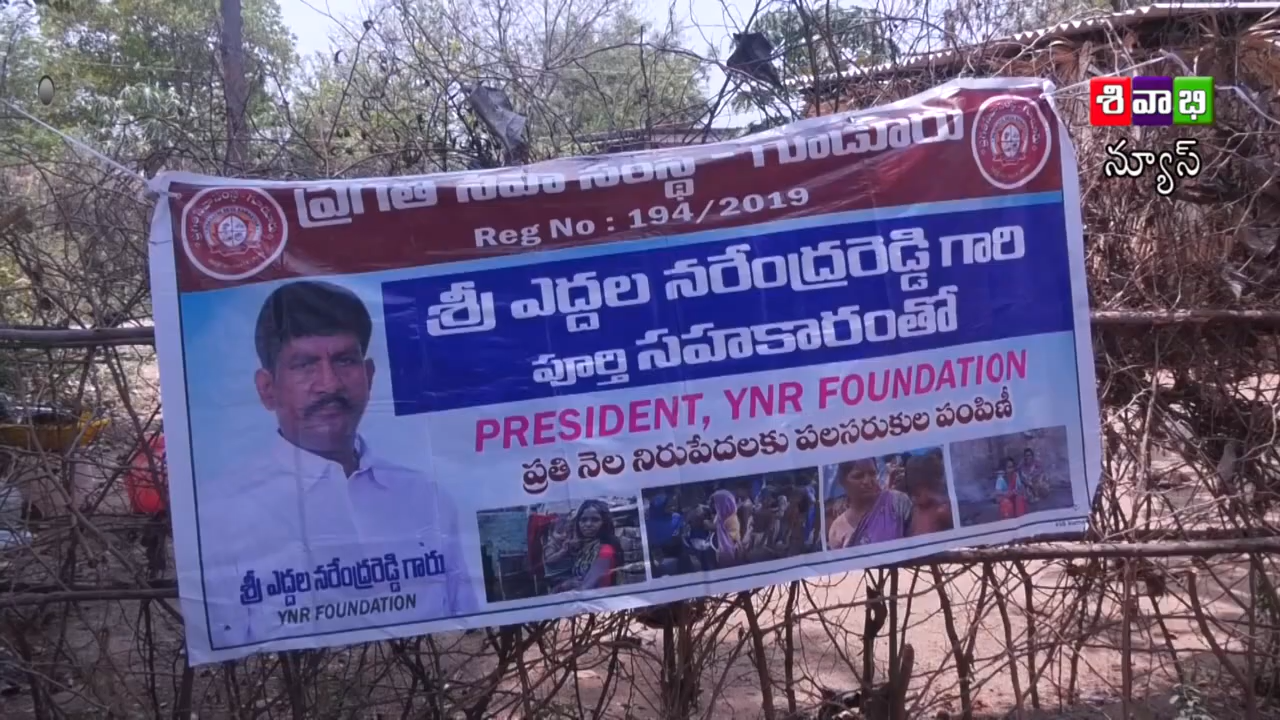 ప్రగతి సేవా సంస్థ - గూడూరు
Reg No : 194/2019
శ్రీ ఎద్దల నరేంద్రరెడ్డి గారి
పూర్తి సహకారంతో
PRESIDENT, YNR FOUNDATION
ప్రతి నెల నిరుపేదలకు పలసరుకుల పంపిణీ
శ్రీ ఎద్దల నరేంద్రరెడ్డి గారు
YNR FOUNDATION
శివాభి
న్యూస్